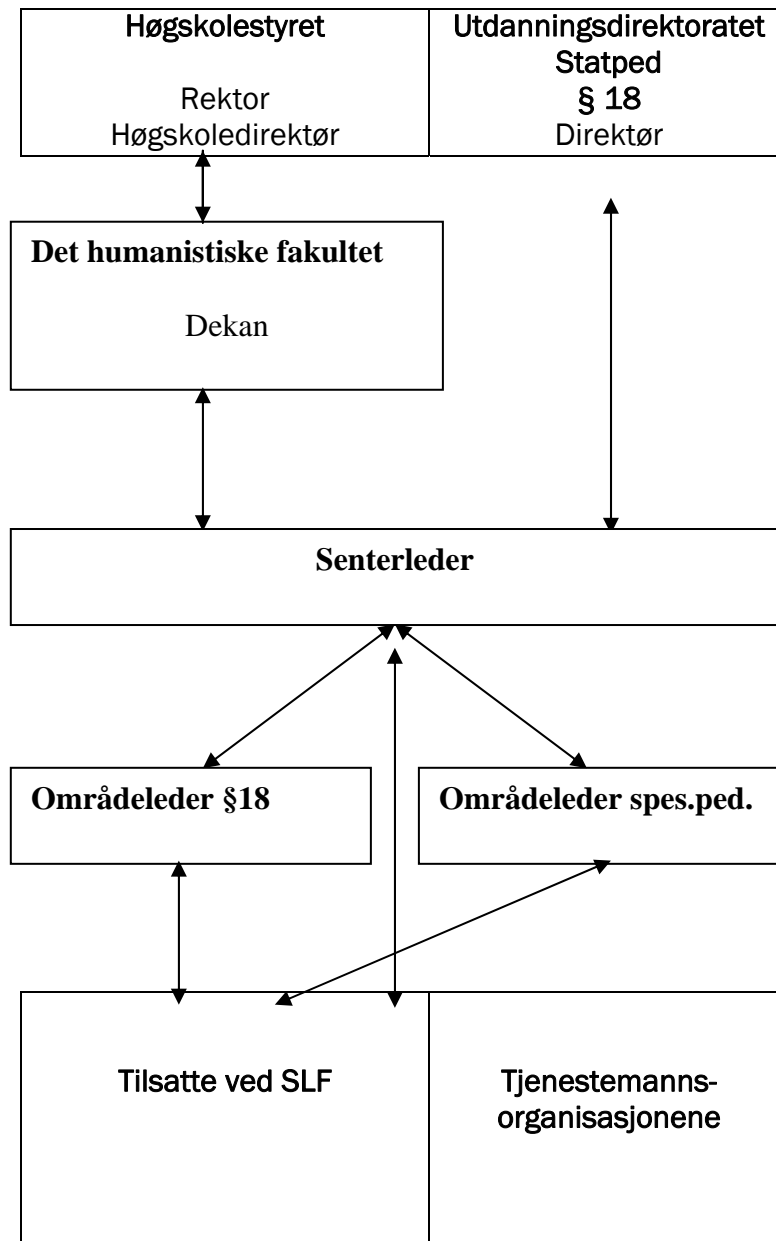 Høgskolestyret
Rektor
Høgskoledirektør
Utdanningsdirektoratet
Statped
§ 18
Direktør
Det humanistiske fakultet
Dekan
Senterleder
Områdeleder §18
Områdeleder spes.ped.
Tilsatte ved SLF
Tjenestemanns-
organisasjonene